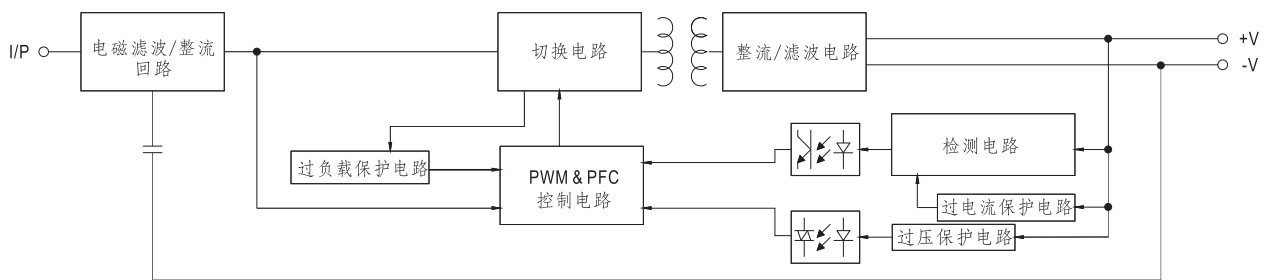 I/P
电磁滤波/整流
回路
切换电路
整流/滤波电路
+V
-V
过负载保护电路
PWM & PFC
控制电路
检测电路
过电流保护电路
过压保护电路